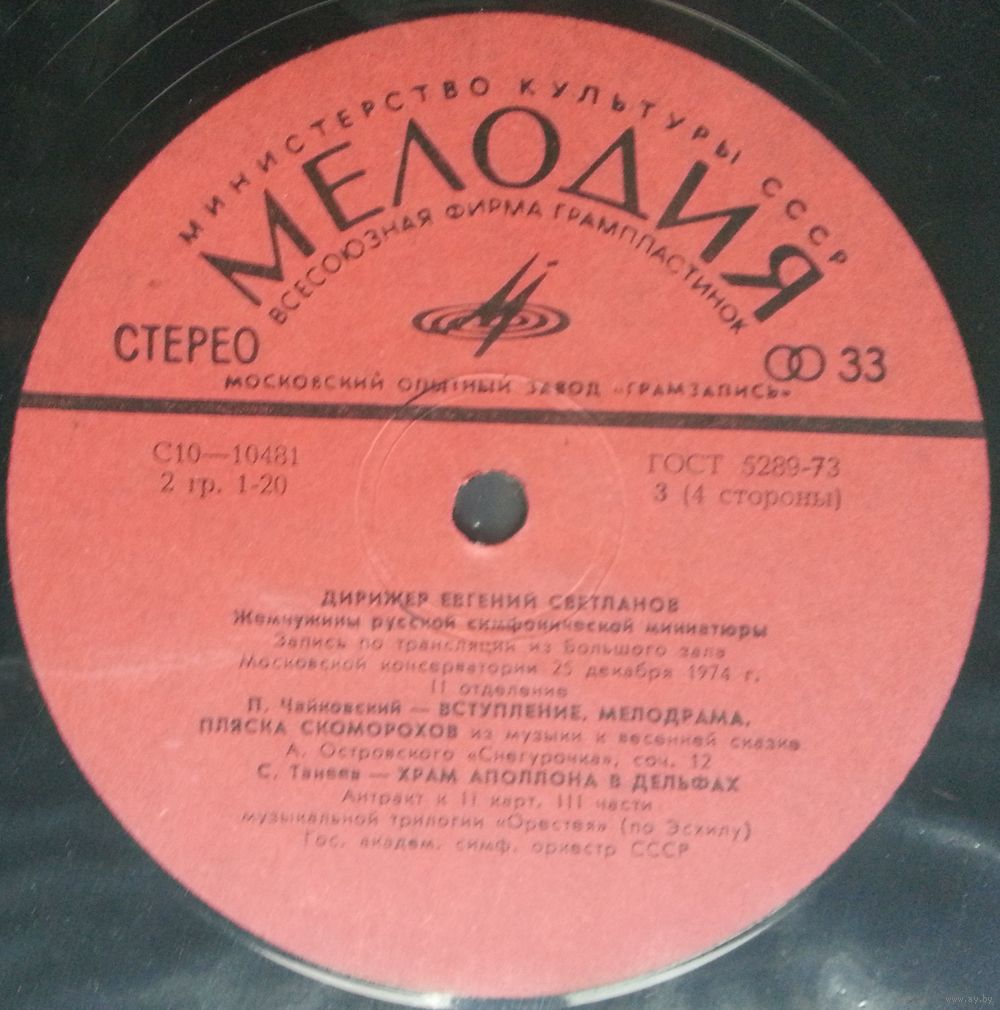 МИНИСТЕРСТВО КУЛЬТУРЫ СССР
МЕЛОДИЯ
ВСЕСОЮЗНАЯ ФИРМА ГРАМПЛАСТИНОК
СТЕРЕО
33
МОСКОВСКИЙ ОПЫТНЫЙ ЗАВОД «ГРАМЗАПИСЬ»
С10—10481
ГОСТ 5289-73
2 гр. 1-20
3 (4 стороны)
ДИРИЖЕР ЕВГЕНИЙ СВЕТЛАНОВ
Жемчужины русской симфонической миниатюры
Запись по трансляции из Большого зала
Московской консерватории 25 декабря 1974 г.
II отделение
П. Чайковский — ВСТУПЛЕНИЕ, МЕЛОДРАМА,
ПЛЯСКА СКОМОРОХОВ из музыки к весенней сказке
А. Островского «Снегурочка», соч. 12
С. Танеев — ХРАМ АПОЛЛОНА В ДЕЛЬФАХ
Антракт к II карт. III части
музыкальной трилогии «Орестея» (по Эсхилу)
Гос. академ. симф. оркестр СССР
www.ay.by